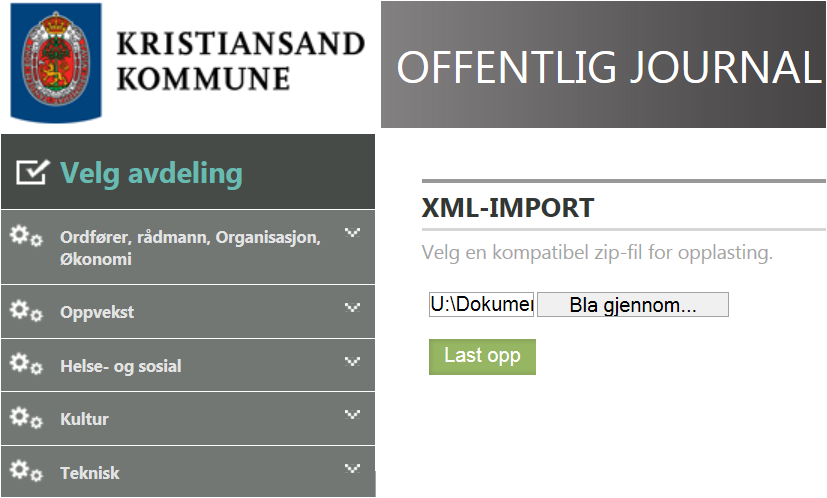 KRISTIANSAND
KOMMUNE
OFFENTLIG JOURNAL
Velg avdeling
Ordfører, rådmann, Organisasjon,
Økonomi
Oppvekst
Helse- og sosial
Kultur
Teknisk
XML-IMPORT
Velg en kompatibel zip-fil for opplasting.
U:\Dokumen Bla gjennom...
Last opp